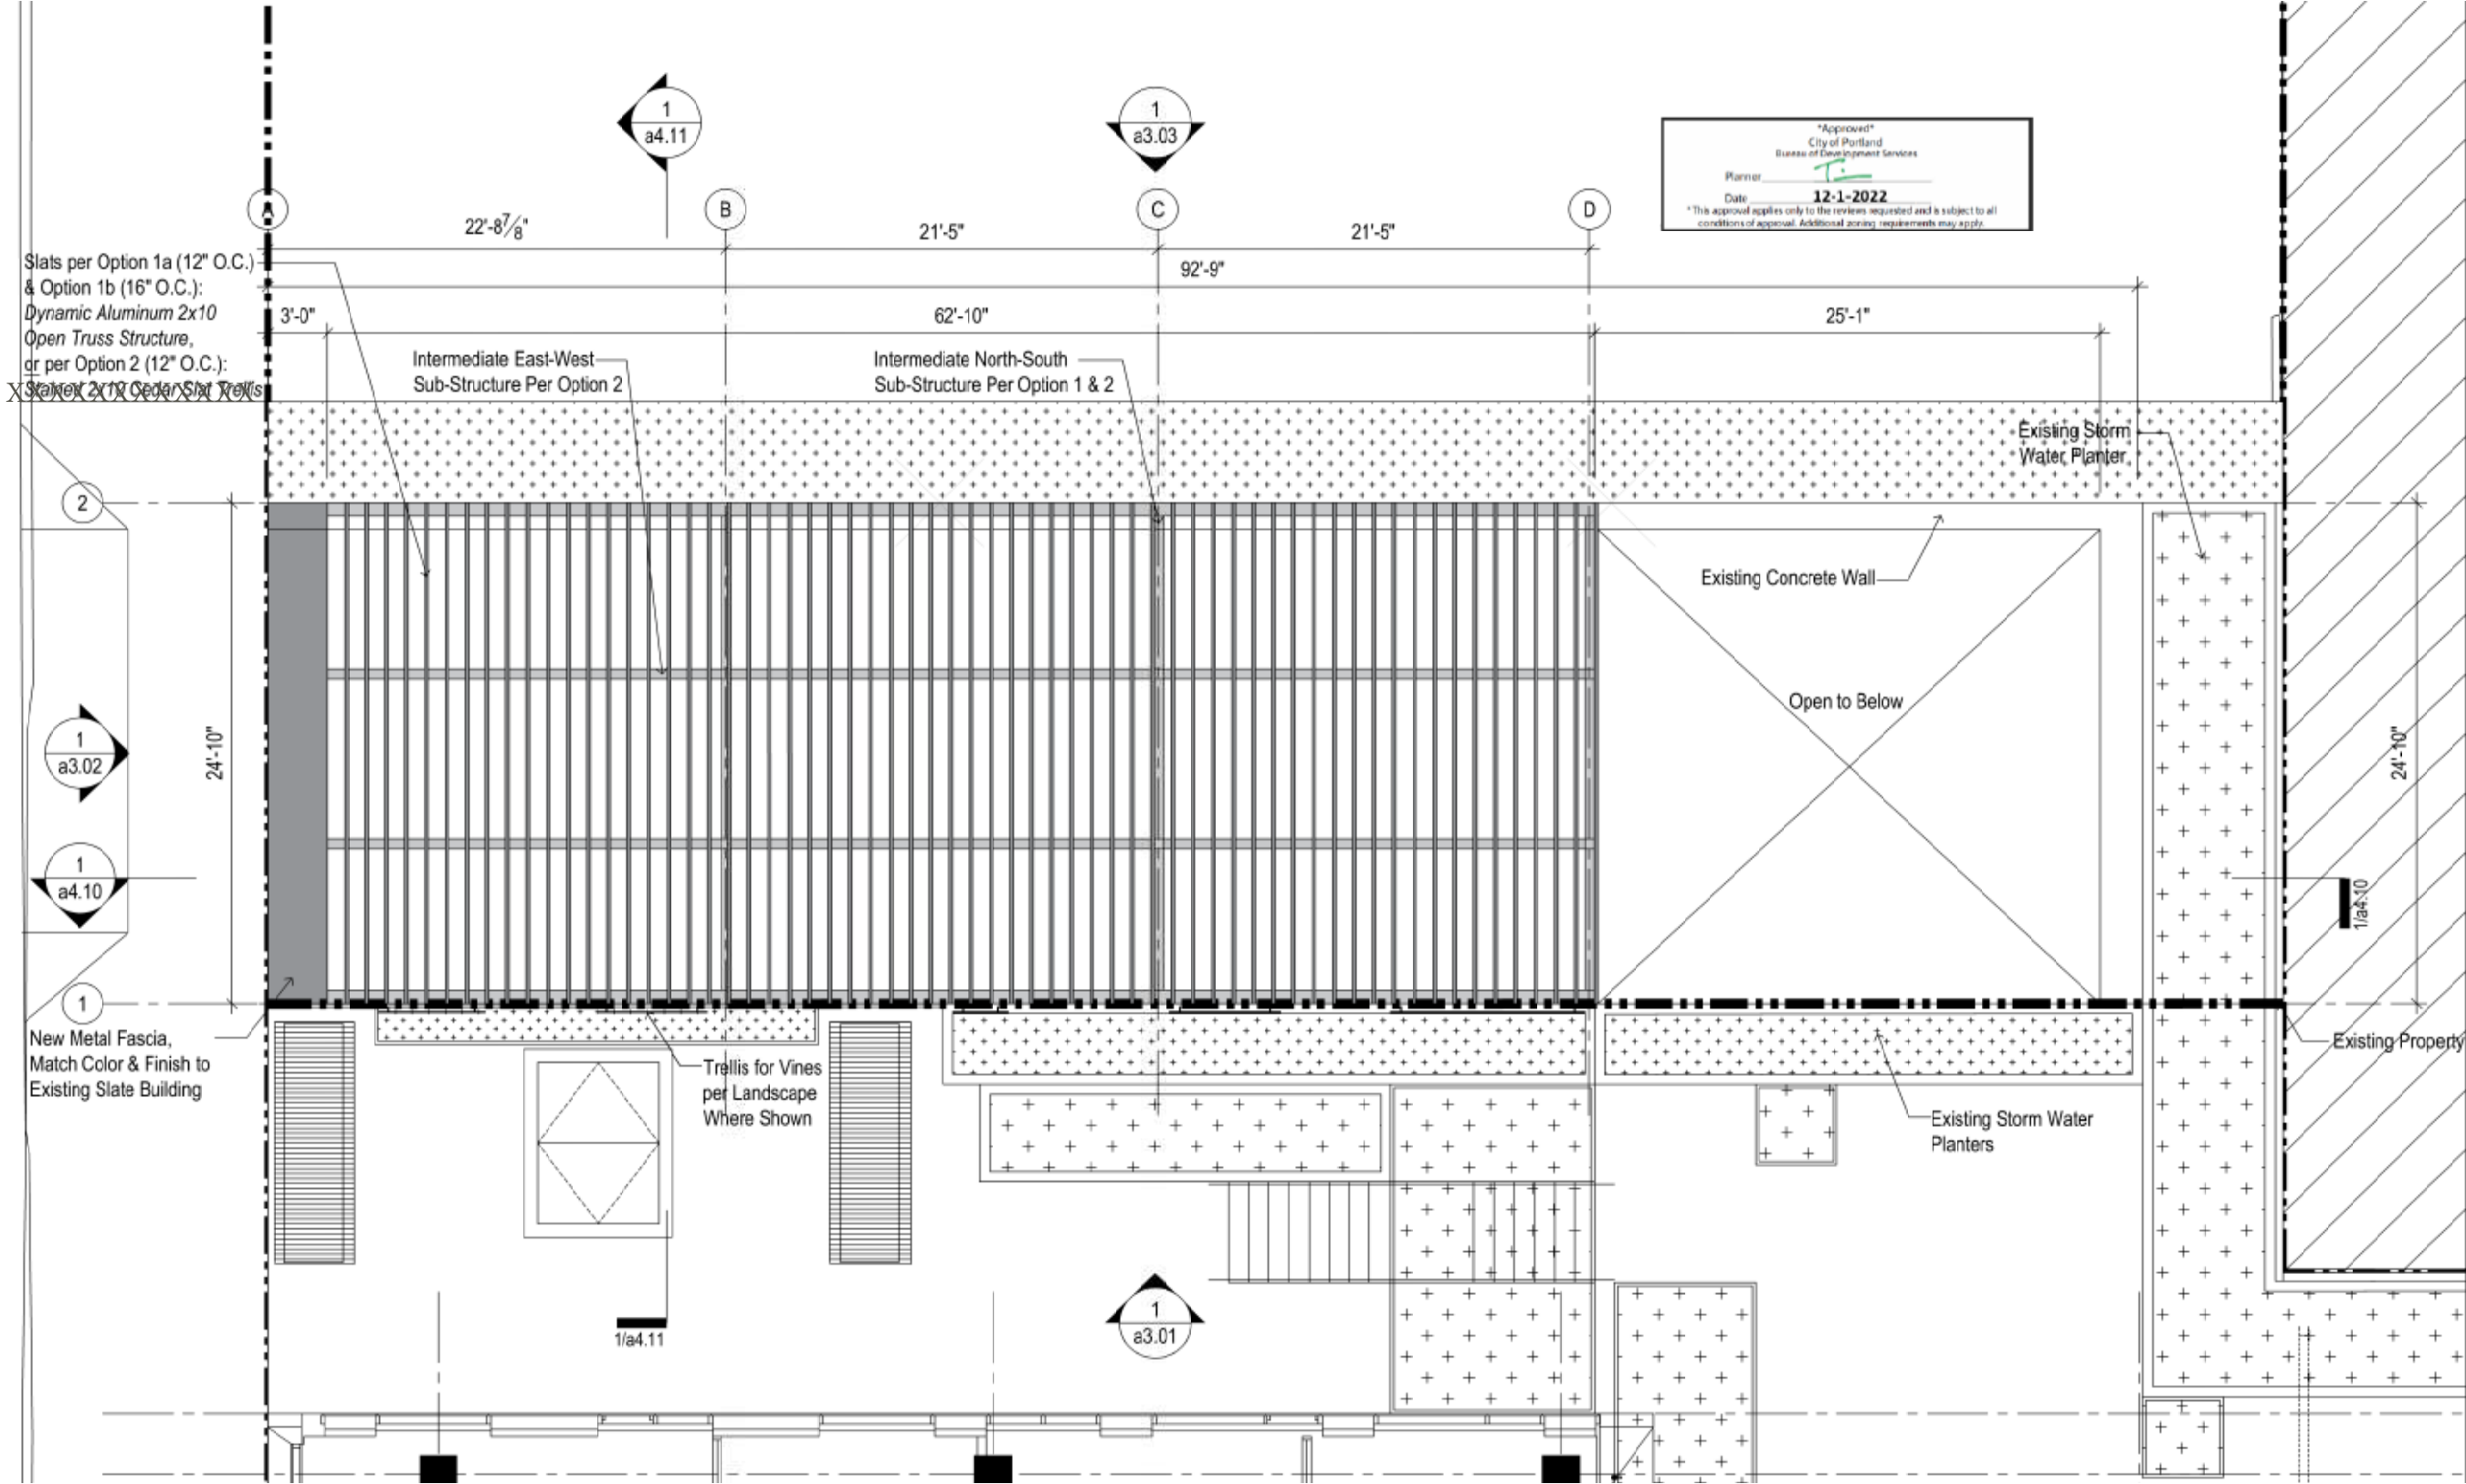 1
a4.11
1
a3.03
*Approved*
City of Portland
Bureau of Development Services
Planner
Date 12-1-2022
* This approval applies only to the reviews requested and is subject to all
conditions of approval. Additional zoning requirements may apply.
A
B
C
D
22'-8 7/8"
21'-5"
21'-5"
92'-9"
3'-0"
62'-10"
25'-1"
Slats per Option 1a (12" O.C.)
& Option 1b (16" O.C.):
Dynamic Aluminum 2x10
Open Truss Structure,
or per Option 2 (12" O.C.):
Stained 2x10 Cedar Slat Trellis
Intermediate East-West
Sub-Structure Per Option 2
Intermediate North-South
Sub-Structure Per Option 1 & 2
Existing Storm
Water Planter
2
Existing Concrete Wall
Open to Below
24'-10"
24'-10"
1
a3.02
1
a4.10
1/a4.10
1
New Metal Fascia,
Match Color & Finish to
Existing Slate Building
Trellis for Vines
per Landscape
Where Shown
Existing Property
Existing Storm Water
Planters
1/a4.11
1
a3.01